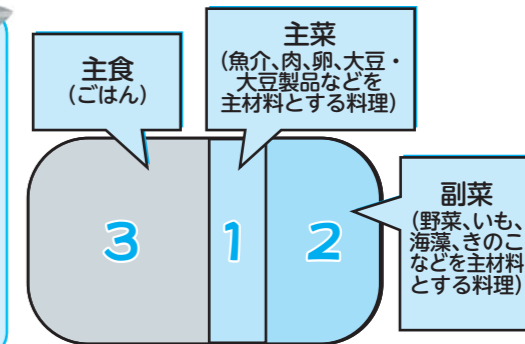 主食
(ごはん)
主菜
(魚介、肉、卵、大豆・
大豆製品などを
主材料とする料理)
3
1
2
副菜
(野菜、いも、
海藻、きのこ
などを主材料
とする料理)